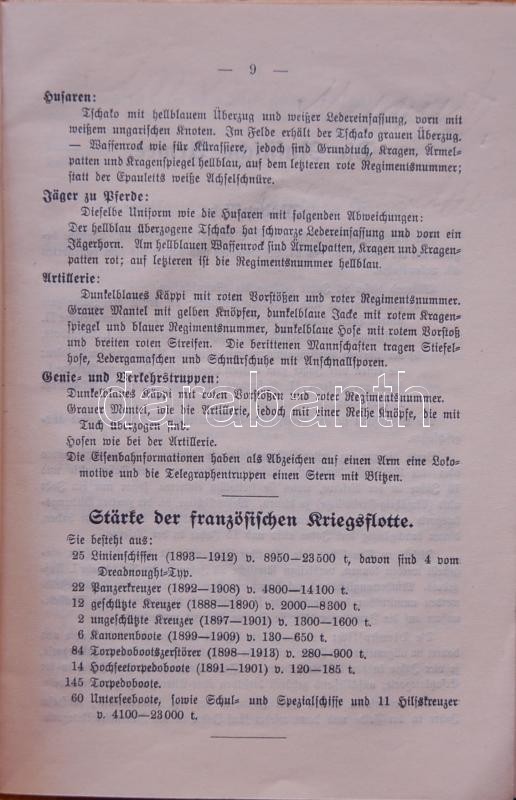 — 9 —
Husaren:
Tschako mit hellblauem Überzug und weißer Ledereinfassung, vorn mit
weißem ungarischen Knoten. Im Felde erhält der Tschako grauen Überzug.
— Waffenrock wie für Kürassiere, jedoch sind Grundtuch, Kragen, Ärmel-
patten und Kragenspiegel hellblau, auf dem letzteren rote Regimentsnummer;
statt der Epauletts weiße Achselschnüre.
Jäger zu Pferde:
Dieselbe Uniform wie die Husaren mit folgenden Abweichungen:
Der hellblau überzogene Tschako hat schwarze Ledereinfassung und vorn ein
Jägerhorn. Am hellblauen Waffenrock sind Ärmelpatten, Kragen und Kragen-
patten rot; auf letzteren ist die Regimentsnummer hellblau.
Artillerie:
Dunkelblaues Käppi mit roten Vorstößen und roter Regimentsnummer.
Grauer Mantel mit gelben Knöpfen, dunkelblaue Jacke mit rotem Kragen-
spiegel und blauer Regimentsnummer, dunkelblaue Hose mit rotem Vorstoß
und breiten roten Streifen. Die berittenen Mannschaften tragen Stiefel-
hose, Ledergamaschen und Schnürschuhe mit Anschnallsporen.
Genie- und Verkehrstruppen:
Dunkelblaues Käppi mit roten Vorstößen und roter Regimentsnummer.
Grauer Mantel, wie die Artillerie, jedoch mit einer Reihe Knöpfe, die mit
Tuch überzogen sind.
Hosen wie bei der Artillerie.
Die Eisenbahnformationen haben als Abzeichen auf einen Arm eine Loko-
motive und die Telegraphentruppen einen Stern mit Blitzen.
Stärke der französischen Kriegsflotte.
Sie besteht aus:
25 Linienschiffen (1893—1912) v. 8950—23500 t, davon sind 4 vom
Dreadnought-Typ.
22 Panzerkreuzer (1892—1908) v. 4800—14100 t.
12 geschützte Kreuzer (1888—1890) v. 2000—8300 t.
2 ungeschützte Kreuzer (1897—1901) v. 1300—1600 t.
6 Kanonenboote (1899—1909) v. 130—650 t.
84 Torpedobootszerstörer (1898—1913) v. 280—900 t.
14 Hochseetorpedoboote (1891—1901) v. 120—185 t.
145 Torpedoboote.
60 Unterseeboote, sowie Schul- und Spezialschiffe und 11 Hilfskreuzer
v. 4100—23000 t.
darabanth